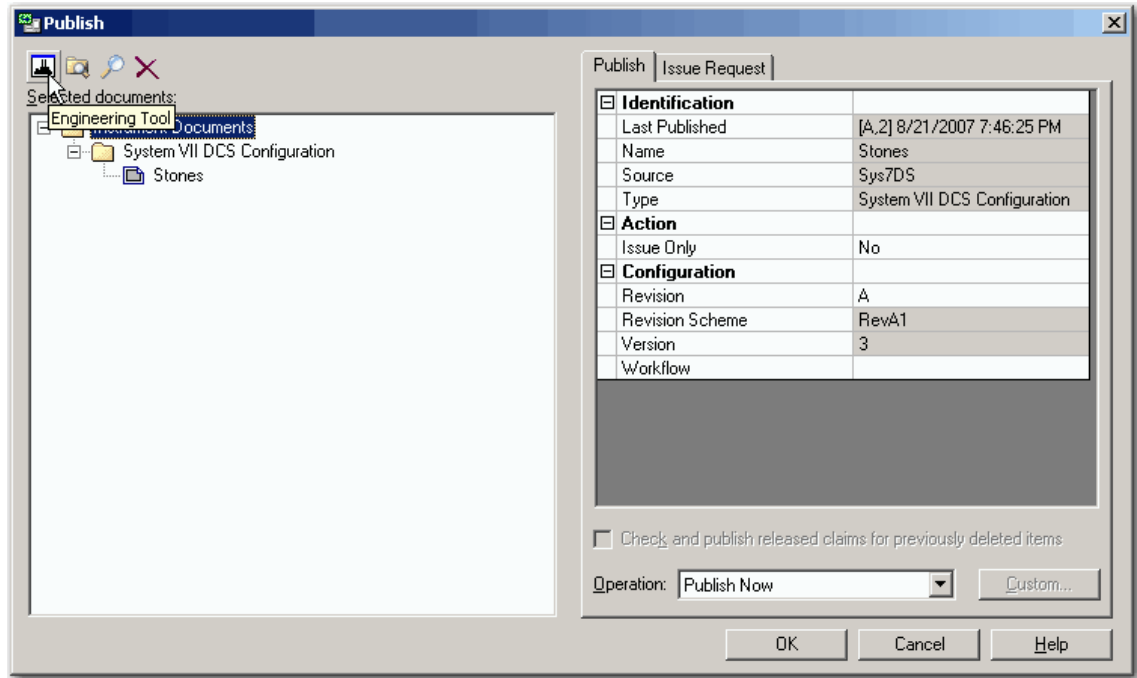 Publish
Selected documents:
Engineering Tool
Instrument Documents
System VII DCS Configuration
Stones
Publish
Issue Request
Identification
Last Published [A,2] 8/21/2007 7:46:25 PM
Name Stones
Source Sys7DS
Type System VII DCS Configuration
Action
Issue Only No
Configuration
Revision A
Revision Scheme RevA1
Version 3
Workflow
Check and publish released claims for previously deleted items
Operation: Publish Now Custom...
OK Cancel Help